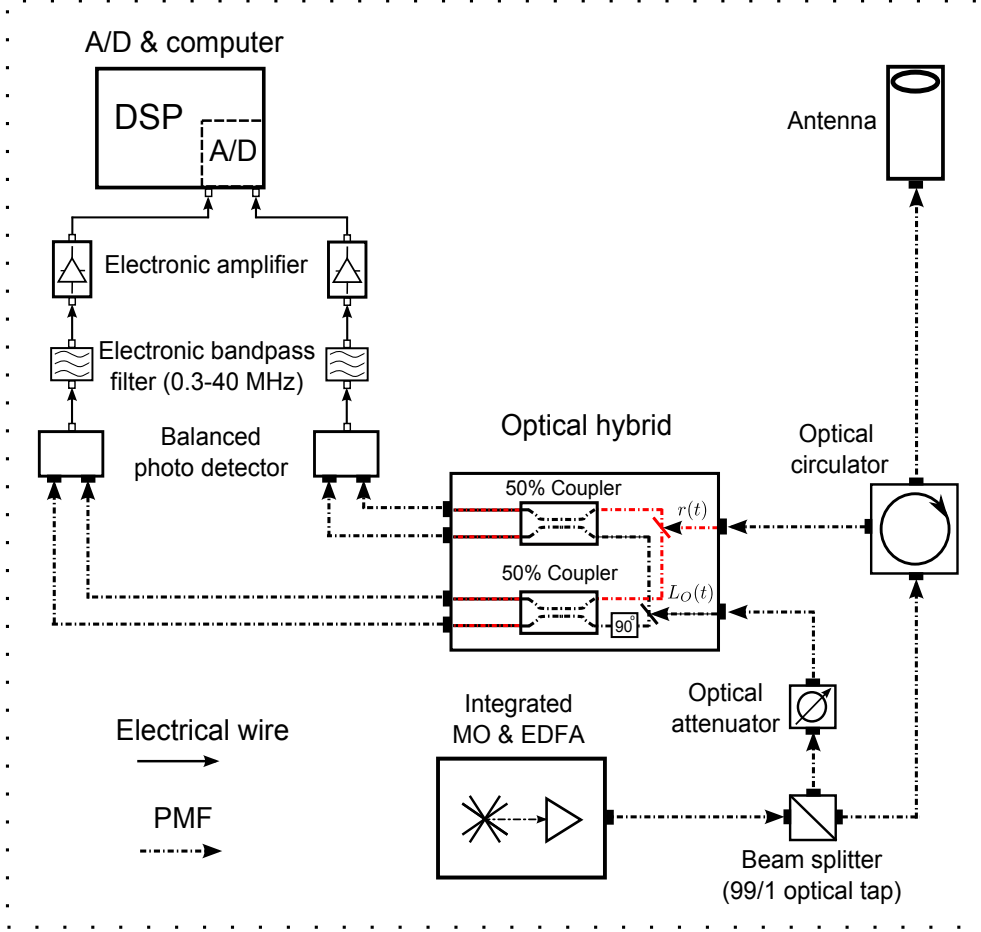 A/D & computer
DSP
A/D
Antenna
Electronic amplifier
Electronic bandpass
filter (0.3-40 MHz)
Balanced
photo detector
Optical hybrid
Optical
circulator
50% Coupler
r(t)
50% Coupler
L_O(t)
90°
Optical
attenuator
Integrated
MO & EDFA
Electrical wire
PMF
Beam splitter
(99/1 optical tap)